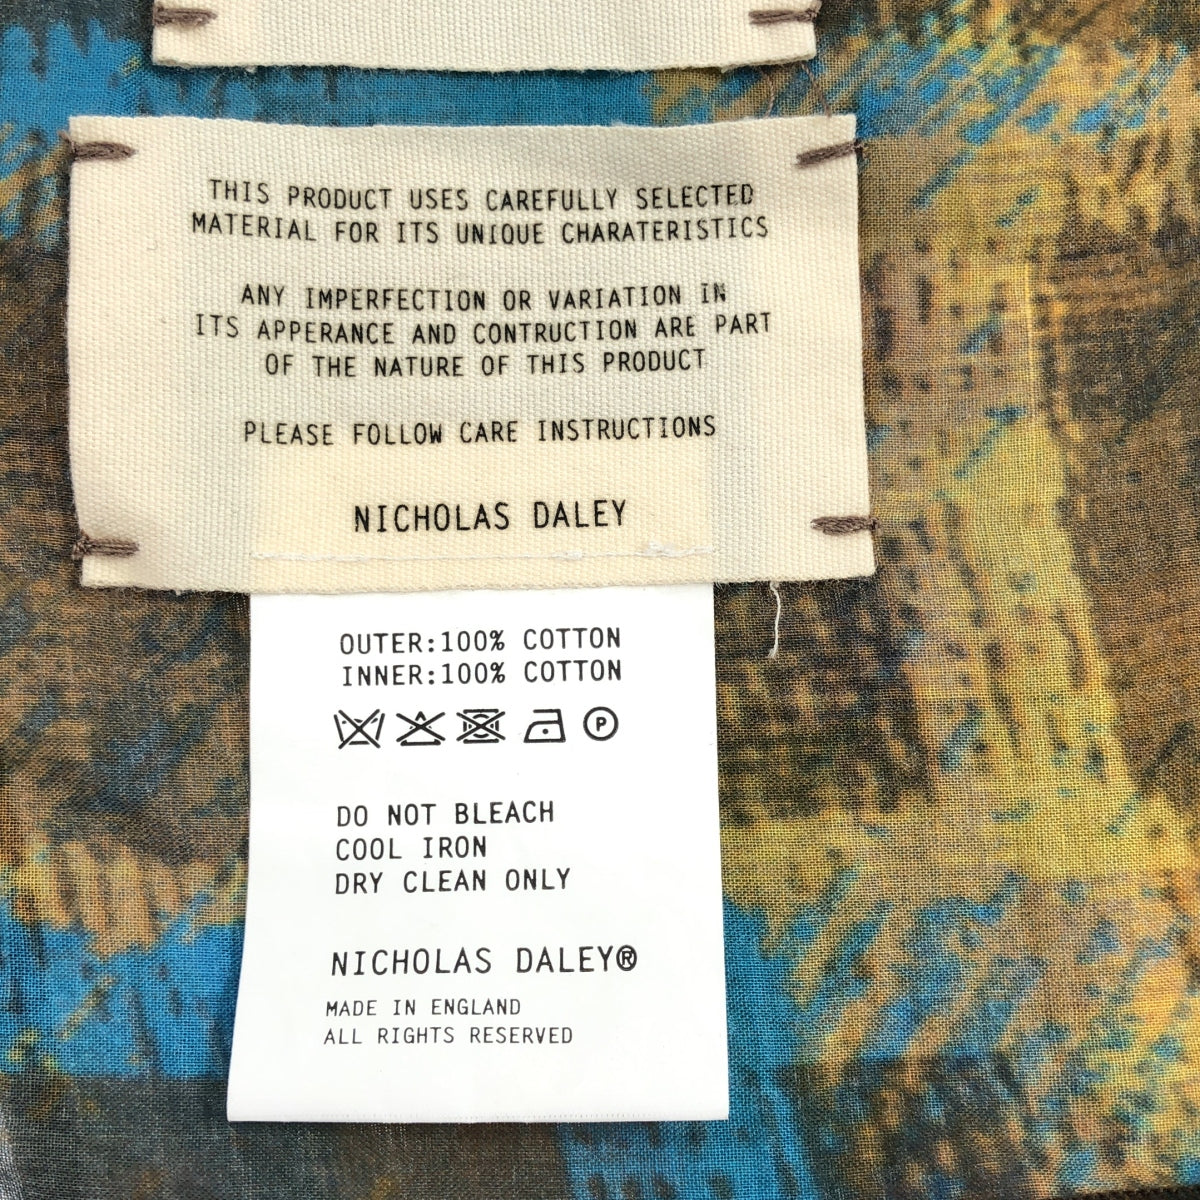 THIS PRODUCT USES CAREFULLY SELECTED
MATERIAL FOR ITS UNIQUE CHARATERISTICS
ANY IMPERFECTION OR VARIATION IN
ITS APPERANCE AND CONTRUCTION ARE PART
OF THE NATURE OF THIS PRODUCT
PLEASE FOLLOW CARE INSTRUCTIONS
NICHOLAS DALEY
OUTER:100% COTTON
INNER:100% COTTON
P
DO NOT BLEACH
COOL IRON
DRY CLEAN ONLY
NICHOLAS DALEY®
MADE IN ENGLAND
ALL RIGHTS RESERVED